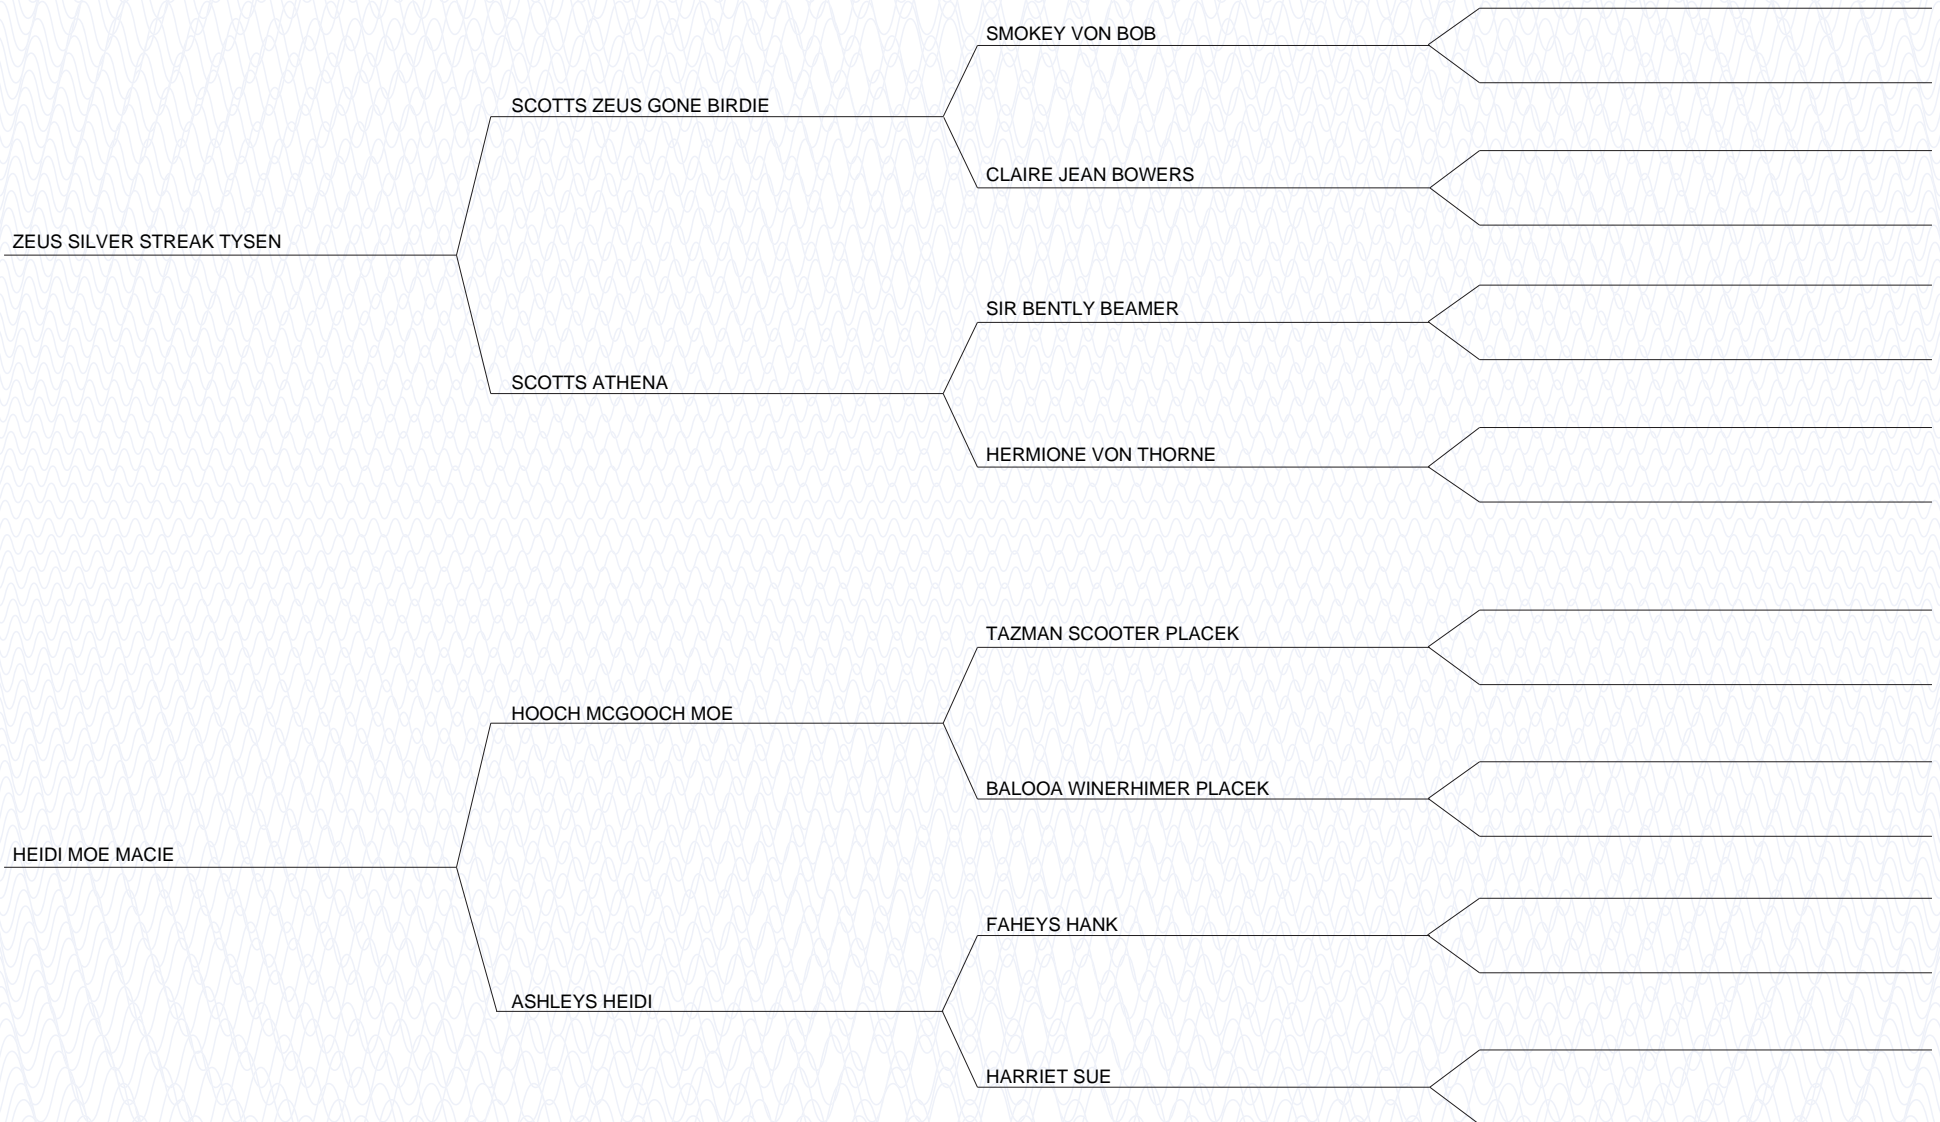 SMOKEY VON BOB
SCOTTS ZEUS GONE BIRDIE
CLAIRE JEAN BOWERS
ZEUS SILVER STREAK TYSEN
SIR BENTLY BEAMER
SCOTTS ATHENA
HERMIONE VON THORNE
TAZMAN SCOOTER PLACEK
HOOCH MCGOOCH MOE
BALOOA WINERHIMER PLACEK
HEIDI MOE MACIE
FAHEYS HANK
ASHLEYS HEIDI
HARRIET SUE